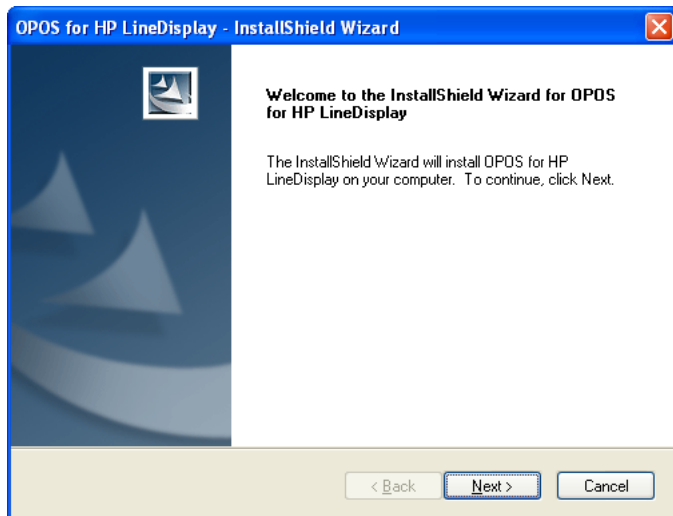 OPOS for HP LineDisplay - InstallShield Wizard
Welcome to the InstallShield Wizard for OPOS
for HP LineDisplay
The InstallShield Wizard will install OPOS for HP
LineDisplay on your computer. To continue, click Next.
< Back Next > Cancel